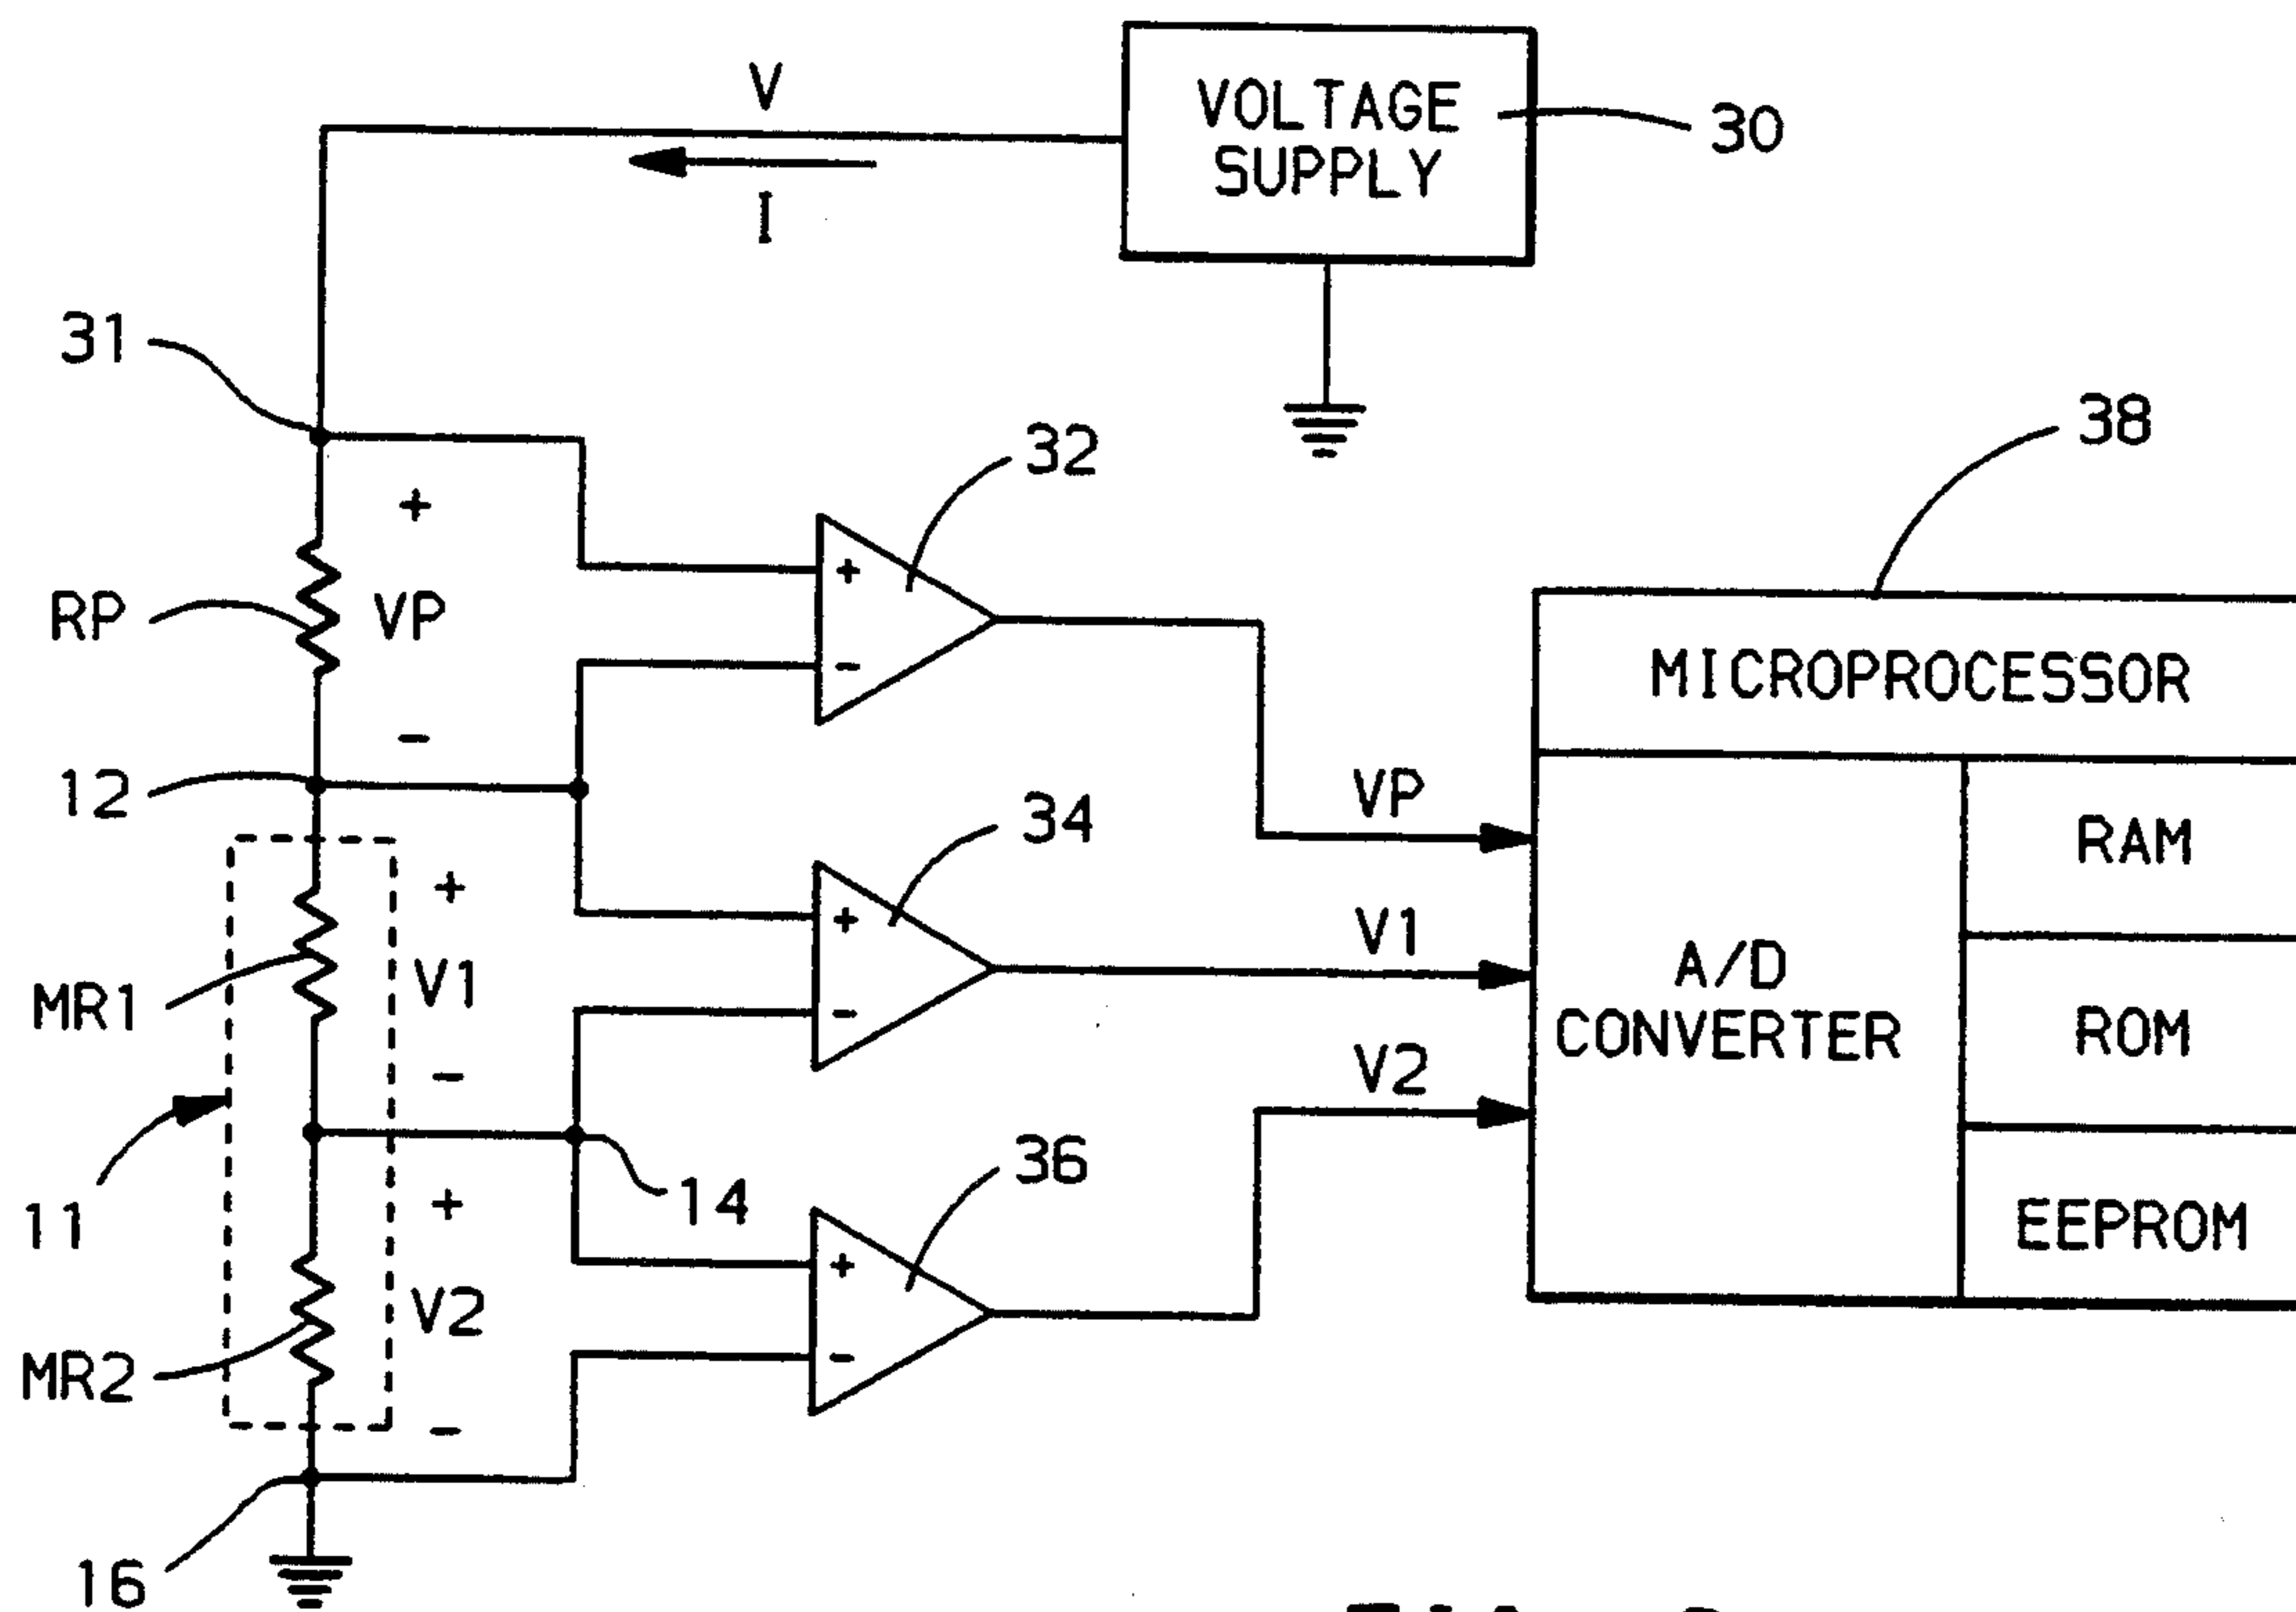 V
I
VOLTAGE
SUPPLY
30
31
32
38
+
RP
VP
-
+
-
MICROPROCESSOR
12
VP
34
RAM
+
MR1
V1
-
+
-
V1
A/D
CONVERTER
ROM
V2
11
14
36
+
MR2
V2
-
+
-
EEPROM
16